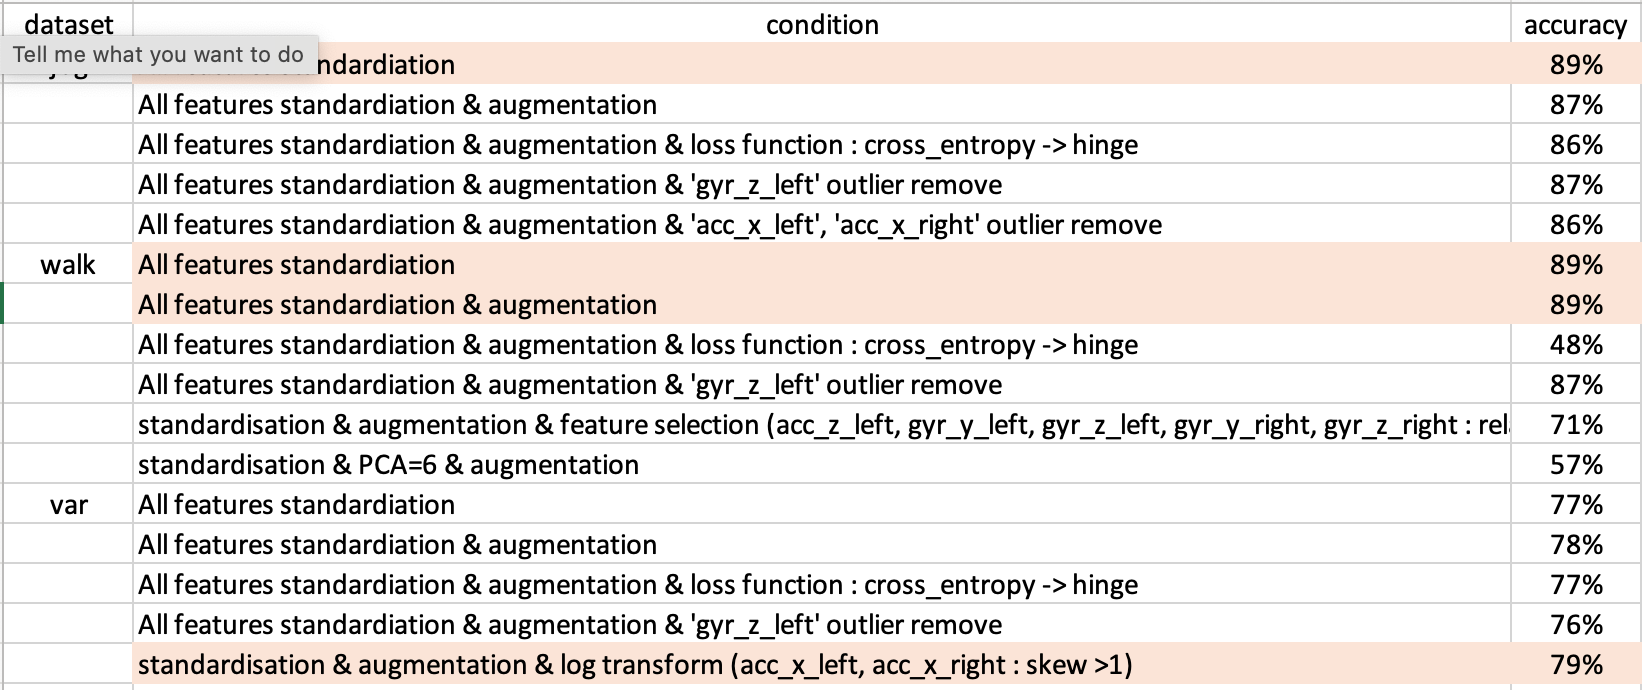 dataset condition accuracy
Tell me what you want to do
ndardiation 89%
All features standardiation & augmentation 87%
All features standardiation & augmentation & loss function : cross_entropy -> hinge 86%
All features standardiation & augmentation & 'gyr_z_left' outlier remove 87%
All features standardiation & augmentation & 'acc_x_left', 'acc_x_right' outlier remove 86%
walk All features standardiation 89%
All features standardiation & augmentation 89%
All features standardiation & augmentation & loss function : cross_entropy -> hinge 48%
All features standardiation & augmentation & 'gyr_z_left' outlier remove 87%
standardisation & augmentation & feature selection (acc_z_left, gyr_y_left, gyr_z_left, gyr_y_right, gyr_z_right : rel 71%
standardisation & PCA=6 & augmentation 57%
var All features standardiation 77%
All features standardiation & augmentation 78%
All features standardiation & augmentation & loss function : cross_entropy -> hinge 77%
All features standardiation & augmentation & 'gyr_z_left' outlier remove 76%
standardisation & augmentation & log transform (acc_x_left, acc_x_right : skew >1) 79%